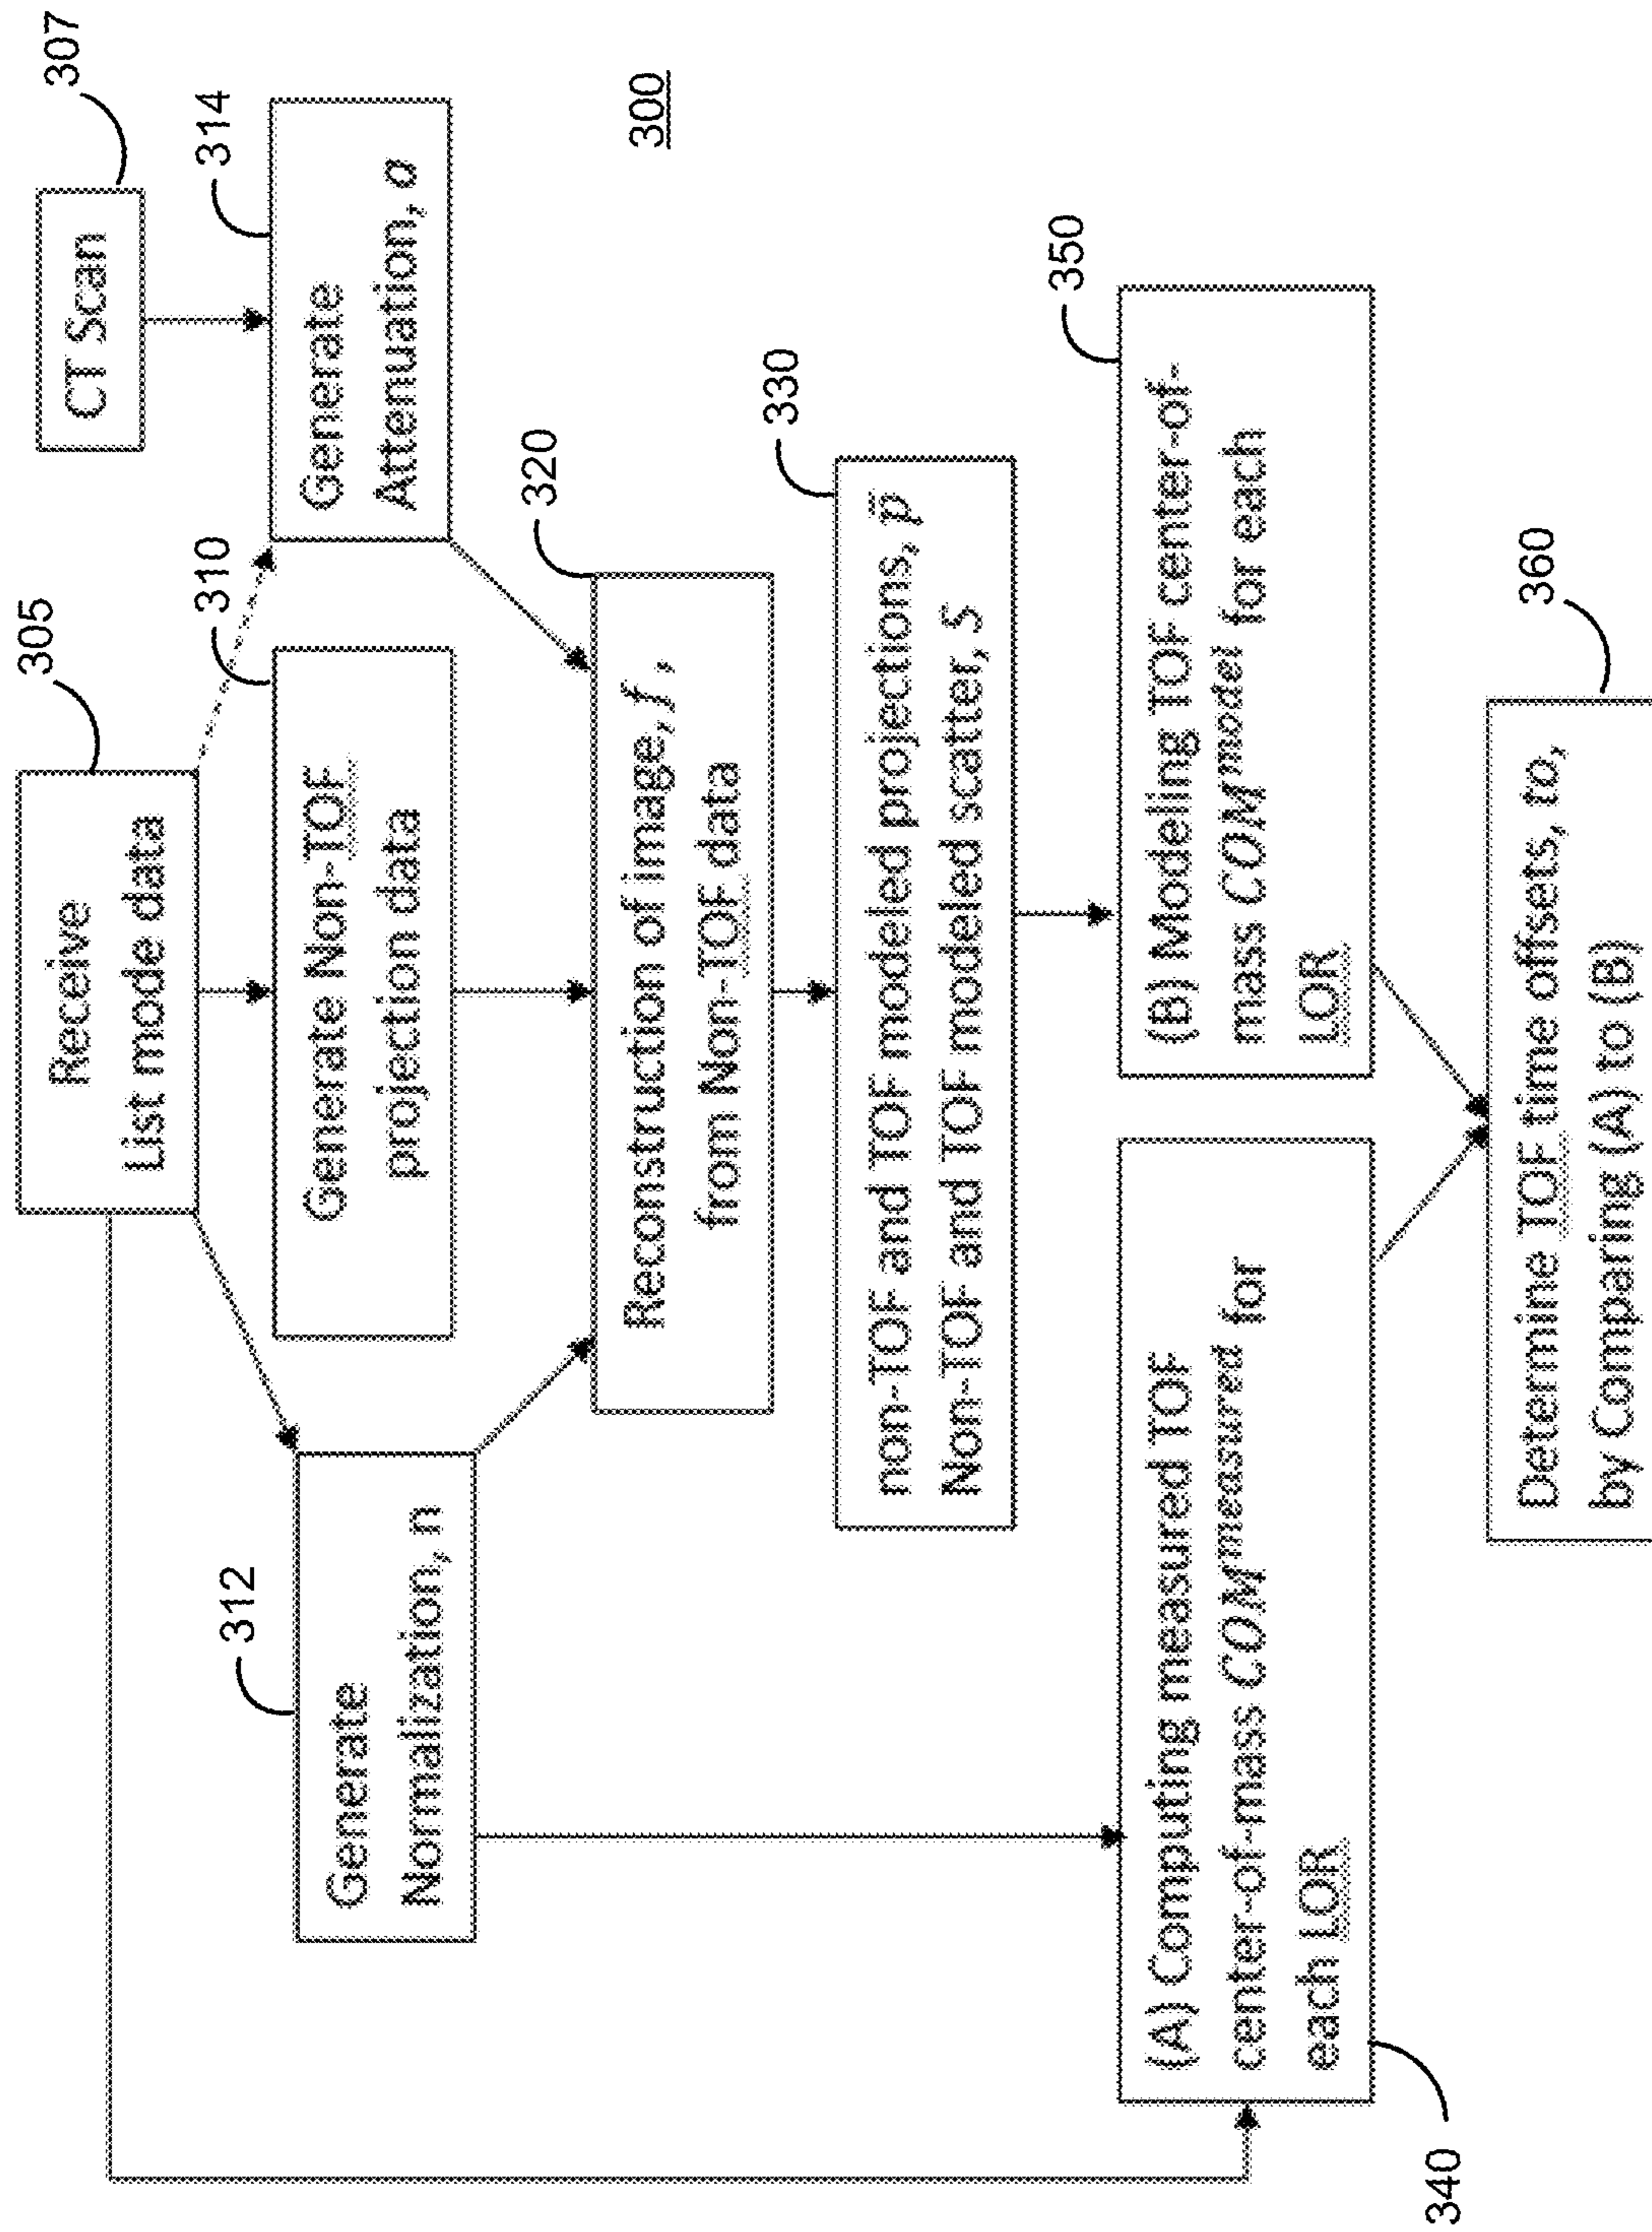 305
Receive
List mode data
CT Scan
307
312
Generate
Normalization, n
310
Generate Non-TOF
projection data
314
Generate
Attenuation, a
300
320
Reconstruction of image, f,
from Non-TOF data
330
non-TOF and TOF modeled projections, p̅
Non-TOF and TOF modeled scatter, S
340
(A) Computing measured TOF
center-of-mass COM^measured for
each LOR
350
(B) Modeling TOF center-of-
mass COM^model for each
LOR
360
Determine TOF time offsets, to,
by Comparing (A) to (B)